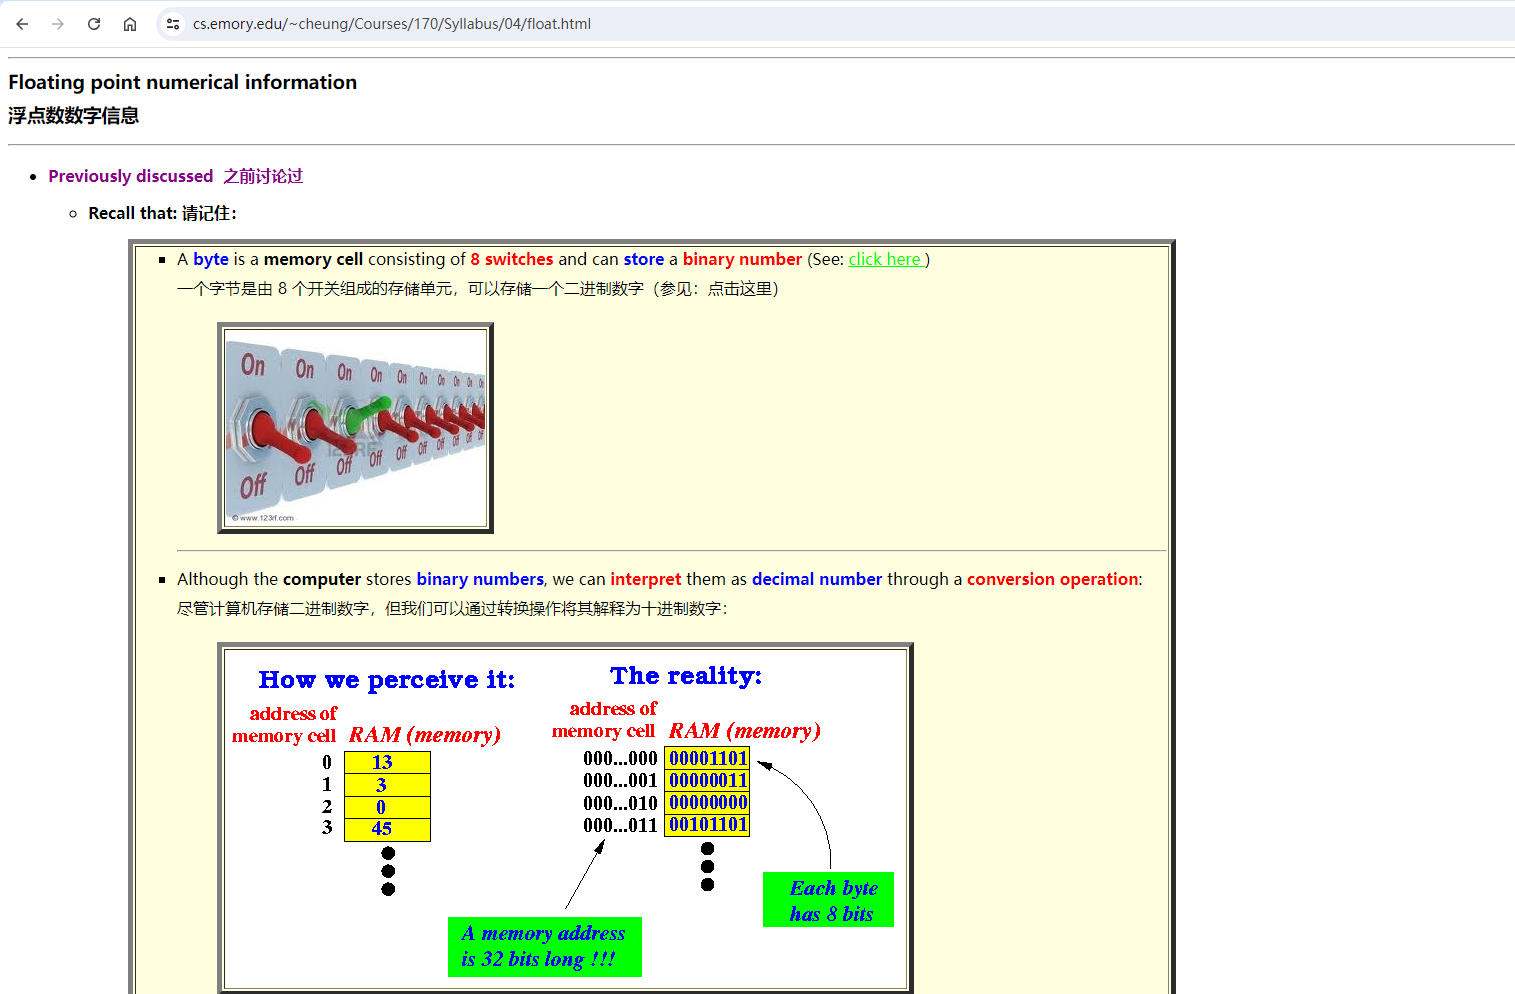 cs.emory.edu/~cheung/Courses/170/Syllabus/04/float.html
Floating point numerical information
浮点数数字信息
Previously discussed 之前讨论过
Recall that: 请记住：
A byte is a memory cell consisting of 8 switches and can store a binary number (See: click here )
一个字节是由 8 个开关组成的存储单元，可以存储一个二进制数字（参见：点击这里）
On On On On On On On On On On
Off Off Off Off Off Off Off Off Off Off
123RF
© www.123rf.com
Although the computer stores binary numbers, we can interpret them as decimal number through a conversion operation:
尽管计算机存储二进制数字，但我们可以通过转换操作将其解释为十进制数字：
How we perceive it:
address of
memory cell RAM (memory)
0 13
1 3
2 0
3 45
The reality:
address of
memory cell RAM (memory)
000...000 00001101
000...001 00000011
000...010 00000000
000...011 00101101
Each byte
has 8 bits
A memory address
is 32 bits long !!!